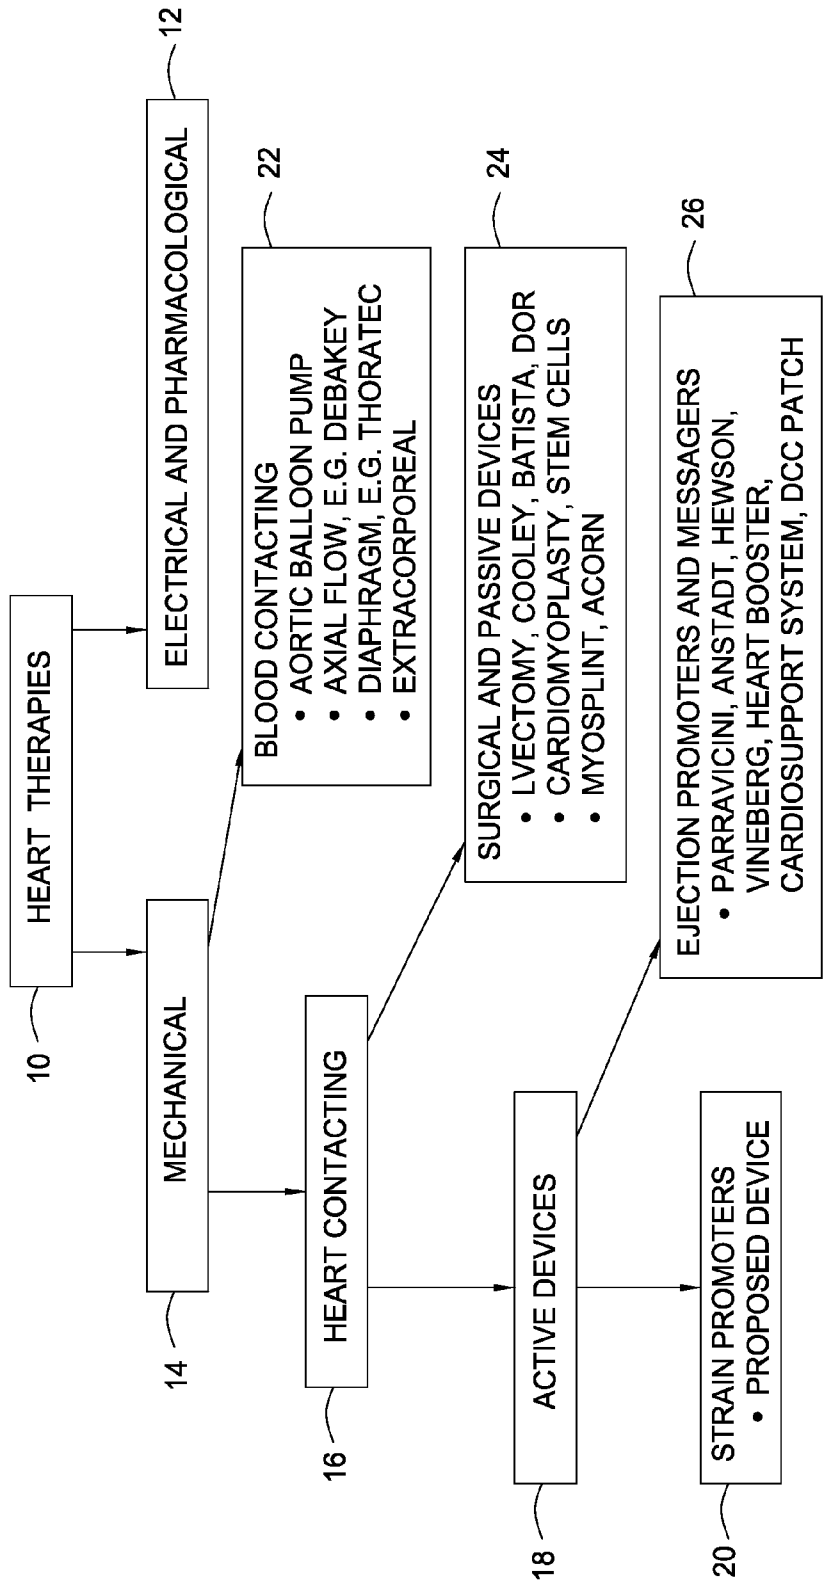 10
HEART THERAPIES
12
ELECTRICAL AND PHARMACOLOGICAL
14
MECHANICAL
22
BLOOD CONTACTING
• AORTIC BALLOON PUMP
• AXIAL FLOW, E.G. DEBAKEY
• DIAPHRAGM, E.G. THORATEC
• EXTRACORPOREAL
16
HEART CONTACTING
24
SURGICAL AND PASSIVE DEVICES
• LVECTOMY, COOLEY, BATISTA, DOR
• CARDIOMYOPLASTY, STEM CELLS
• MYOSPLINT, ACORN
18
ACTIVE DEVICES
26
EJECTION PROMOTERS AND MESSAGERS
• PARRAVICINI, ANSTADT, HEWSON,
VINEBERG, HEART BOOSTER,
CARDIOSUPPORT SYSTEM, DCC PATCH
20
STRAIN PROMOTERS
• PROPOSED DEVICE